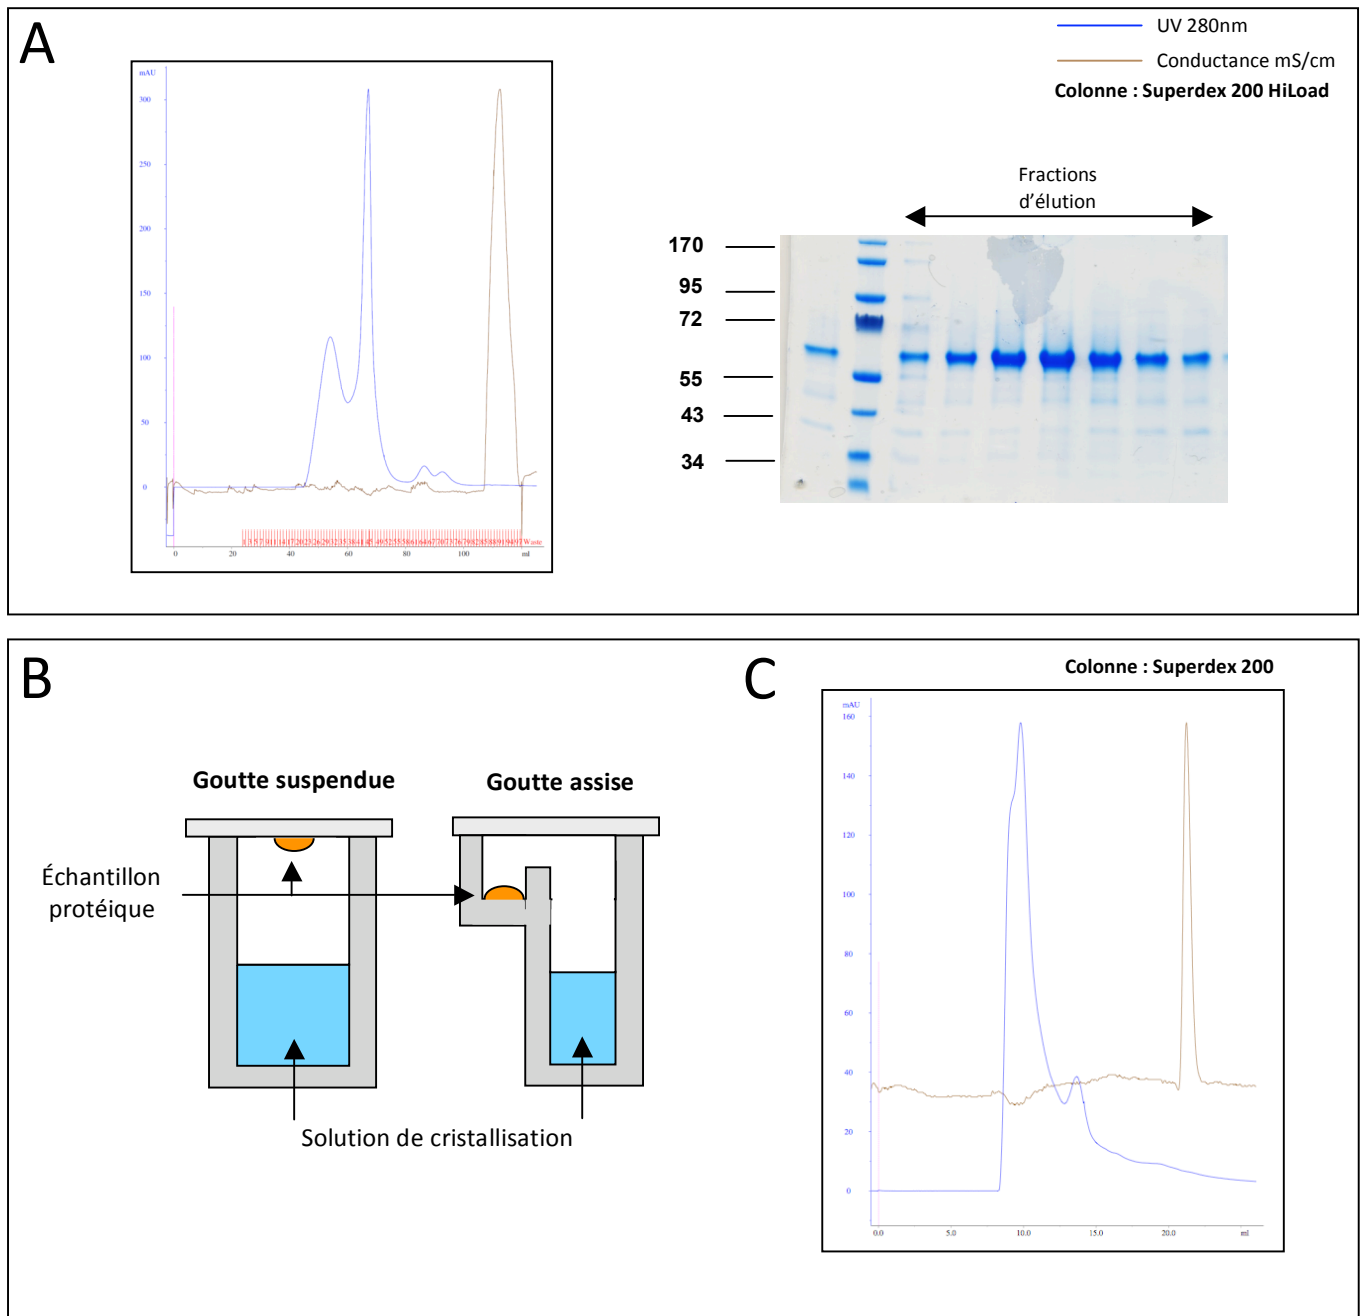 A
UV 280nm
Conductance mS/cm
Colonne : Superdex 200 HiLoad
mAU
300
250
200
150
100
50
0
0
20
40
60
80
100
ml
Fractions
d'élution
170
95
72
55
43
34
B
Goutte suspendue
Goutte assise
Échantillon
protéique
Solution de cristallisation
C
Colonne : Superdex 200
mAU
160
140
120
100
80
60
40
20
0
0.0
5.0
10.0
15.0
20.0
ml